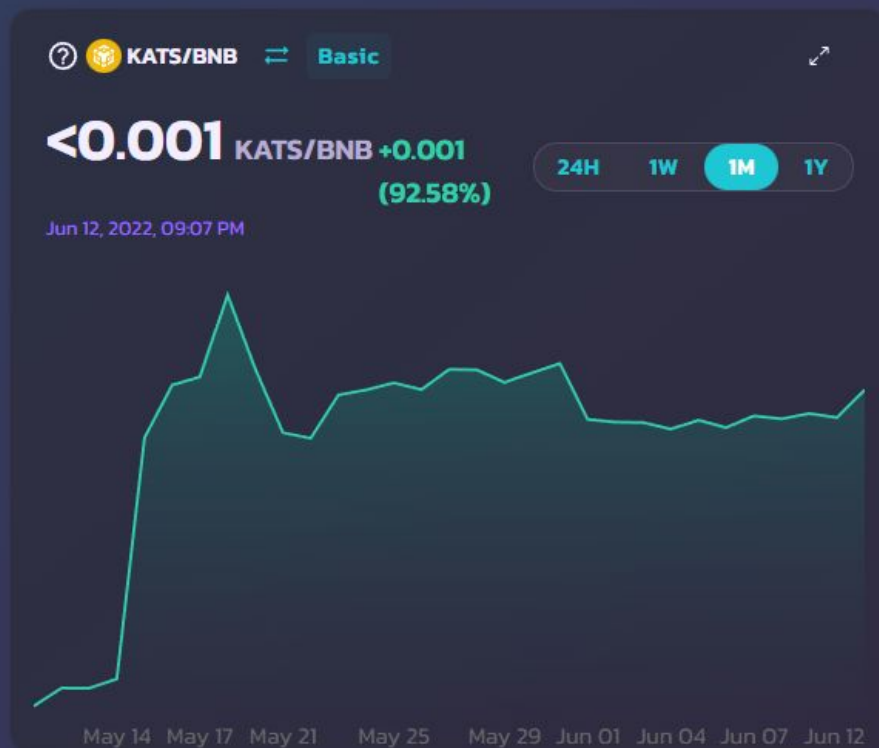 ? KATS/BNB Basic
<0.001 KATS/BNB +0.001
(92.58%)
24H 1W 1M 1Y
Jun 12, 2022, 09:07 PM
May 14 May 17 May 21 May 25 May 29 Jun 01 Jun 04 Jun 07 Jun 12